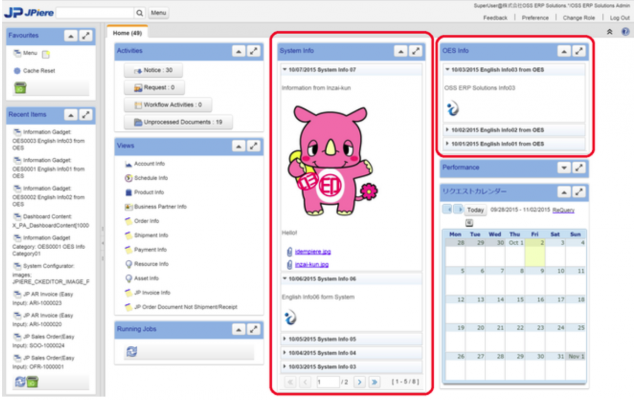 SuperUser@株式会社OSS ERP Solutions.*/OSS ERP Solutions Admin
JPiere
Menu
Feedback | Preference | Change Role | Log Out
Home (49)
Favourites
Menu
Cache Reset
Recent Items
Information Gadget:
OES0003 English Info03 from
OES
Information Gadget:
OES0001 English Info01 from
OES
Information Gadget:
OES0002 English Info02 from
OES
Dashboard Content:
X_PA_DashboardContent[1000
Information Gadget
Category: OES0001 OES Info
Category01
System Configurator:
Images:
JPIERE_CKEDITOR_IMAGE_F
JP AR Invoice (Easy
Input): ARI-1000023
JP AR Invoice (Easy
Input): ARI-1000020
JP Sales Order(Easy
Input): SOO-1000024
JP Sales Order(Easy
Input): OPR-1000001
Activities
Notice : 30
Request : 0
Workflow Activities : 0
Unprocessed Documents : 19
Views
Account Info
Schedule Info
Product Info
Business Partner Info
Order Info
Shipment Info
Payment Info
Resource Info
Asset Info
JP Invoice Info
JP Order Document Not Shipment/Receipt
Running Jobs
System Info
10/07/2015 System Info 07
Information from Inzai-kun
印
Hello!
idempiere.jpg
inzai-kun.jpg
10/06/2015 System Info 06
English Info06 form System
10/05/2015 System Info 05
10/04/2015 System Info 04
10/03/2015 System Info 03
1 / 2 [ 1 - 5 / 8 ]
OES Info
10/03/2015 English Info03 from OES
OSS ERP Solutions Info03
10/02/2015 English Info02 from OES
10/01/2015 English Info01 from OES
Performance
リクエストカレンダー
Today 09/28/2015 - 11/02/2015 ReQuery
Mon Tue Wed Thu Fri Sat Sun
28 29 30 Oct 1 2 3 4
5 6 7 8 9 10 11
12 13 14 15 16 17 18
19 20 21 22 23 24 25
26 27 28 29 30 31 Nov 1